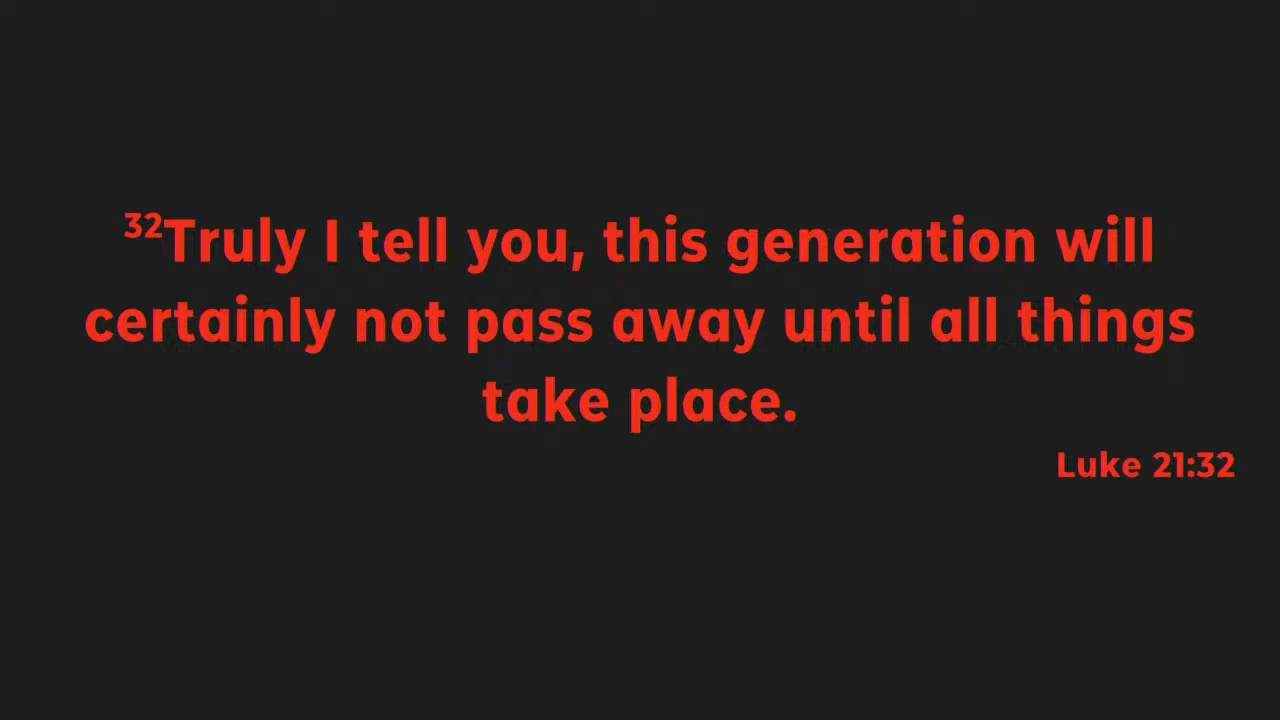 ³²Truly I tell you, this generation will
certainly not pass away until all things
take place.
Luke 21:32